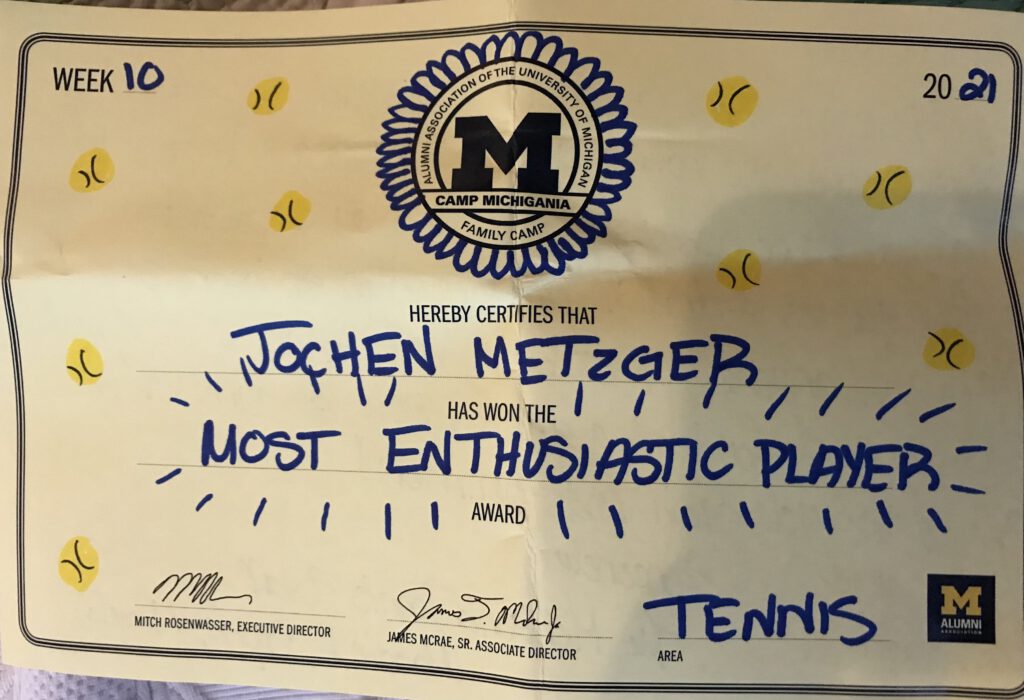 WEEK 10
2021
ALUMNI ASSOCIATION OF THE UNIVERSITY OF MICHIGAN
M
CAMP MICHIGANIA
FAMILY CAMP
HEREBY CERTIFIES THAT
JOCHEN METZGER
HAS WON THE
MOST ENTHUSIASTIC PLAYER
AWARD
MITCH ROSENWASSER, EXECUTIVE DIRECTOR
JAMES MCRAE, SR. ASSOCIATE DIRECTOR
TENNIS
AREA
M
ALUMNI
ASSOCIATION